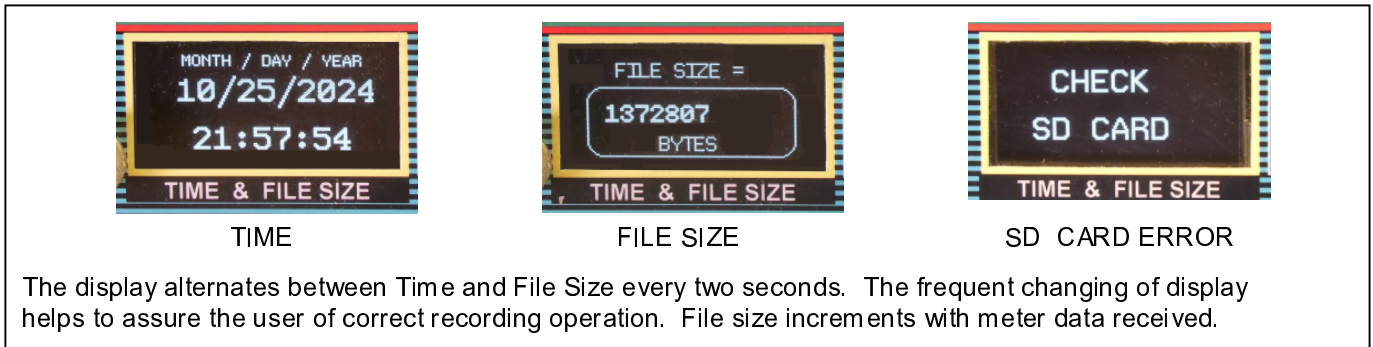 MONTH / DAY / YEAR
10/25/2024
21:57:54
TIME & FILE SIZE
TIME
FILE SIZE =
1372807
BYTES
TIME & FILE SIZE
FILE SIZE
CHECK
SD CARD
TIME & FILE SIZE
SD CARD ERROR
The display alternates between Time and File Size every two seconds. The frequent changing of display
helps to assure the user of correct recording operation. File size increments with meter data received.